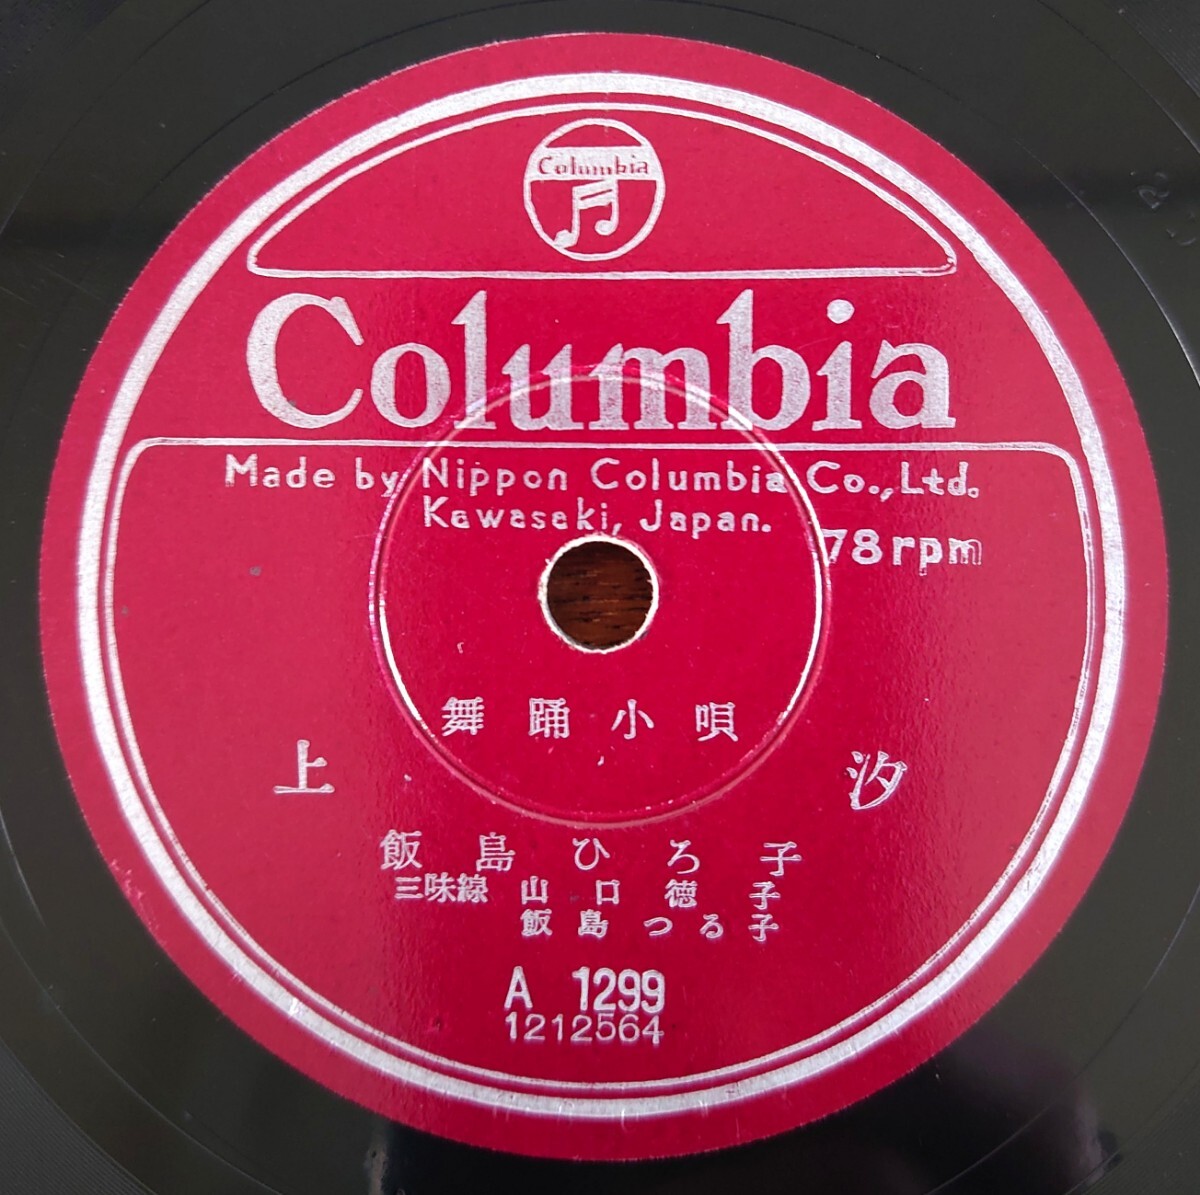 Columbia
Columbia
Made by Nippon Columbia Co., Ltd.
Kawasaki, Japan.
78rpm
舞踊小唄
上汐
飯島ひろ子
三味線 山口徳子
飯島つる子
A 1299
1212564